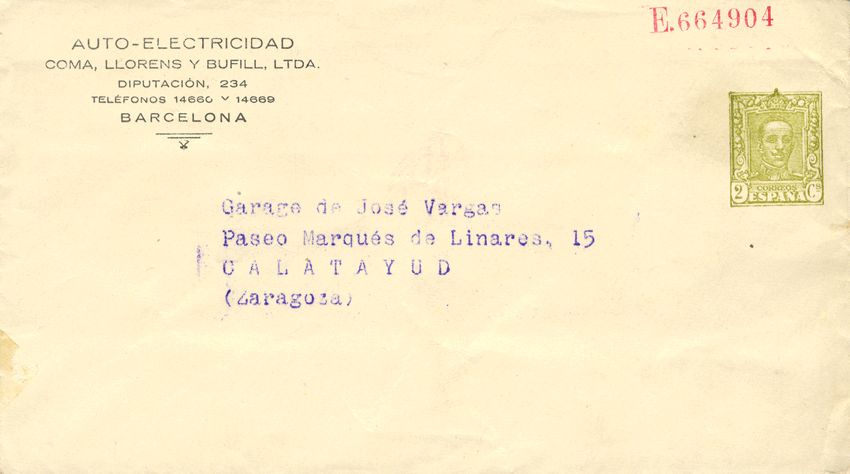 E.664904
AUTO-ELECTRICIDAD
COMA, LLORENS Y BUFILL, LTDA.
DIPUTACIÓN, 234
TELÉFONOS 14660 Y 14669
BARCELONA
2 CORREOS ESPAÑA Cs
Garage de José Vargas
Paseo Marqués de Linares, 15
CALATAYUD
(Zaragoza)